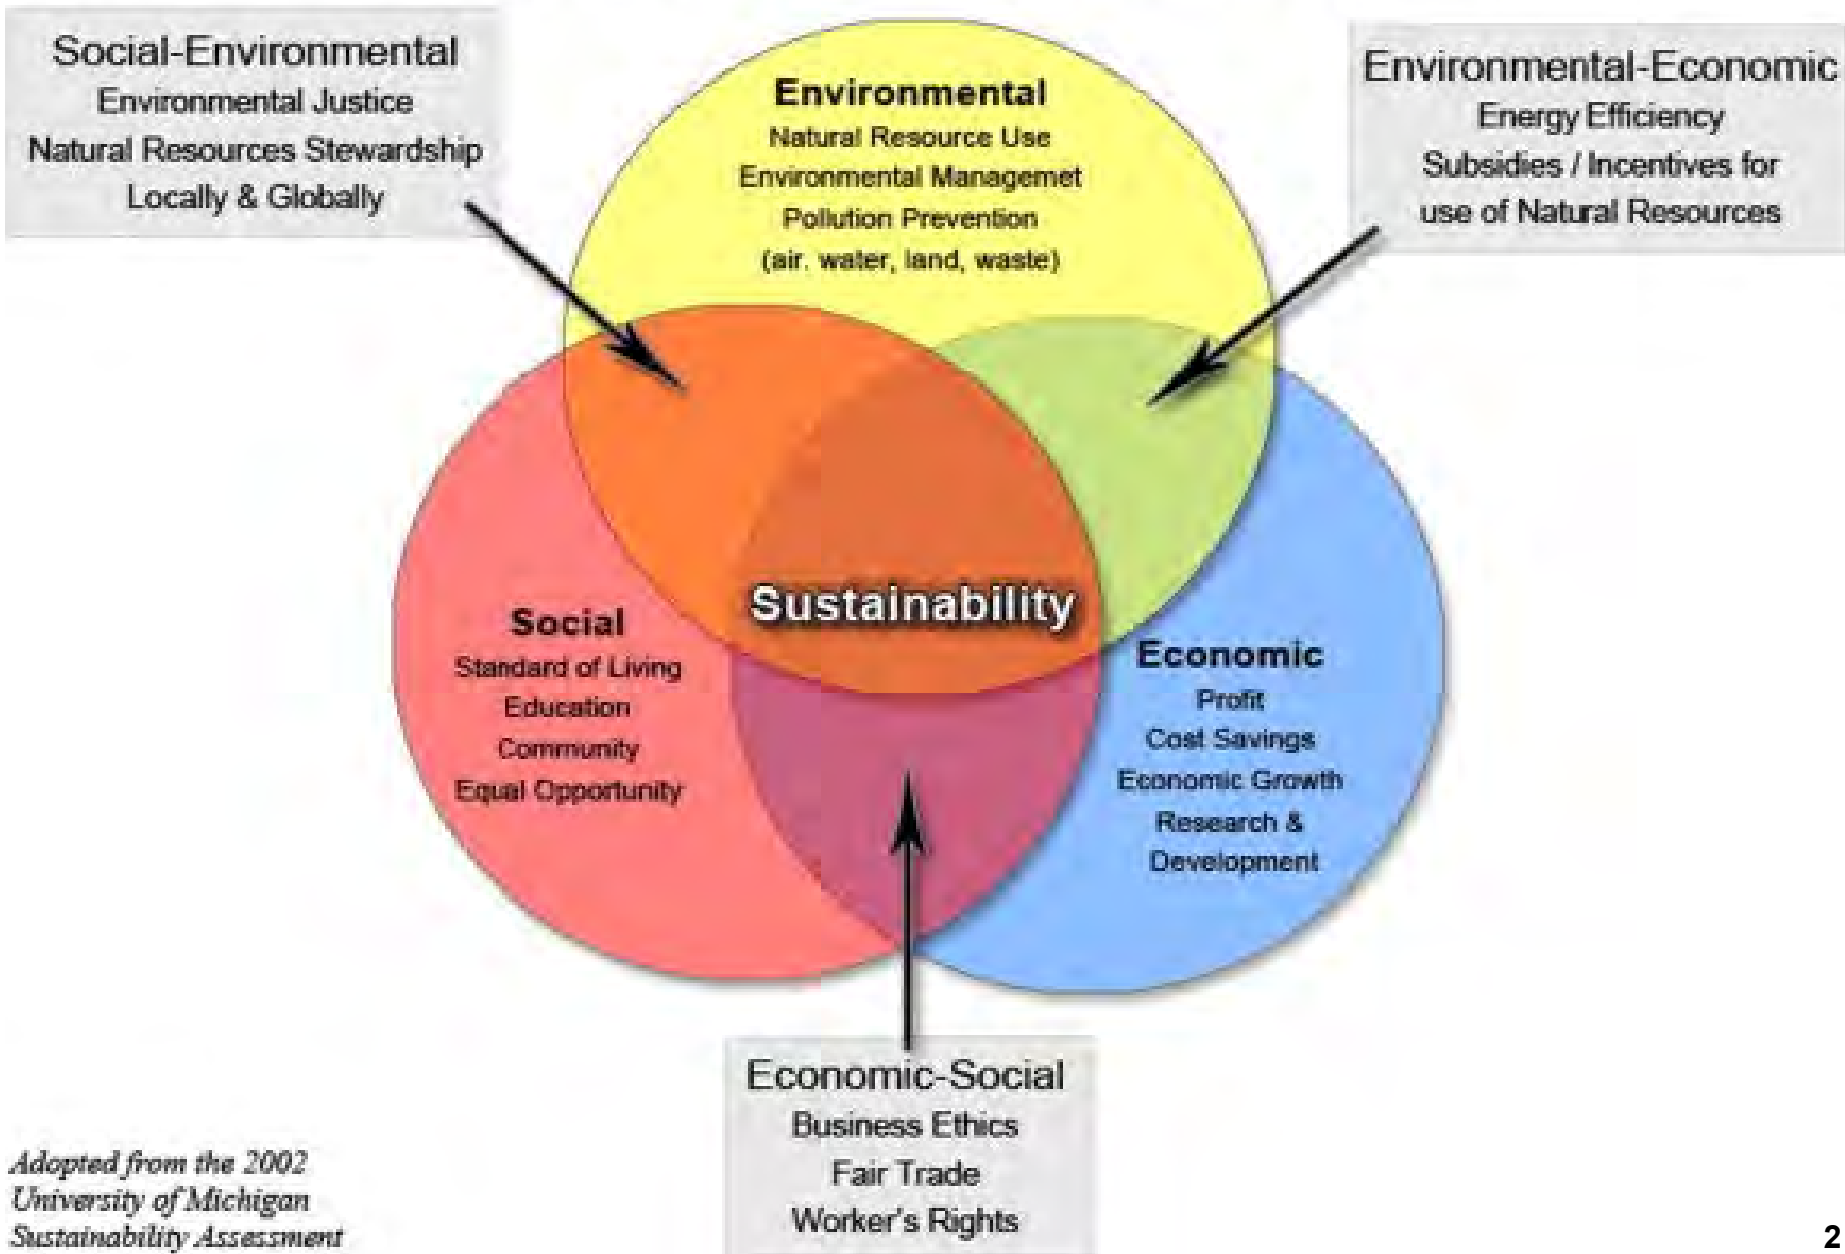 Social-Environmental
Environmental Justice
Natural Resources Stewardship
Locally & Globally
Environmental-Economic
Energy Efficiency
Subsidies / Incentives for
use of Natural Resources
Environmental
Natural Resource Use
Environmental Managemet
Pollution Prevention
(air. water, land, waste)
Sustainability
Social
Standard of Living
Education
Community
Equal Opportunity
Economic
Profit
Cost Savings
Economic Growth
Research &
Development
Economic-Social
Business Ethics
Fair Trade
Worker's Rights
Adopted from the 2002
University of Michigan
Sustainability Assessment
2